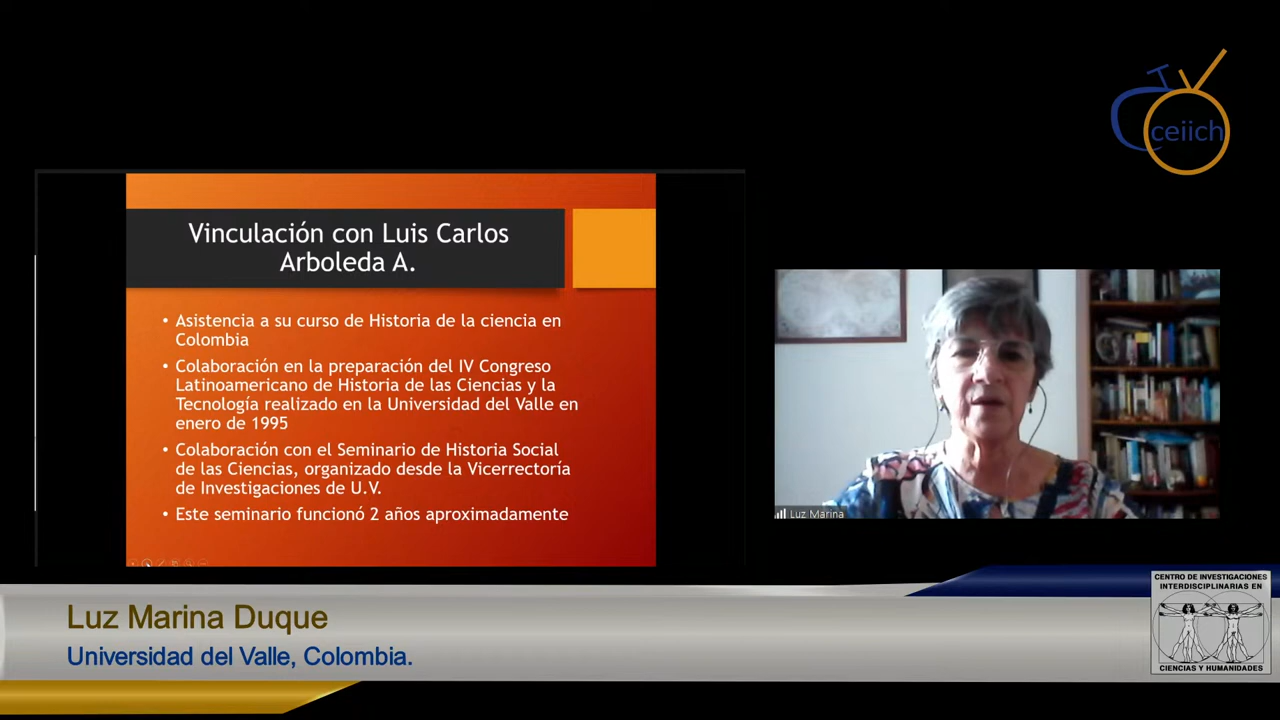 TV
ceiich
Vinculación con Luis Carlos
Arboleda A.
• Asistencia a su curso de Historia de la ciencia en
Colombia
• Colaboración en la preparación del IV Congreso
Latinoamericano de Historia de las Ciencias y la
Tecnología realizado en la Universidad del Valle en
enero de 1995
• Colaboración con el Seminario de Historia Social
de las Ciencias, organizado desde la Vicerrectoría
de Investigaciones de U.V.
• Este seminario funcionó 2 años aproximadamente
Luz Marina
Luz Marina Duque
Universidad del Valle, Colombia.
CENTRO DE INVESTIGACIONES
INTERDISCIPLINARIAS EN
CIENCIAS Y HUMANIDADES